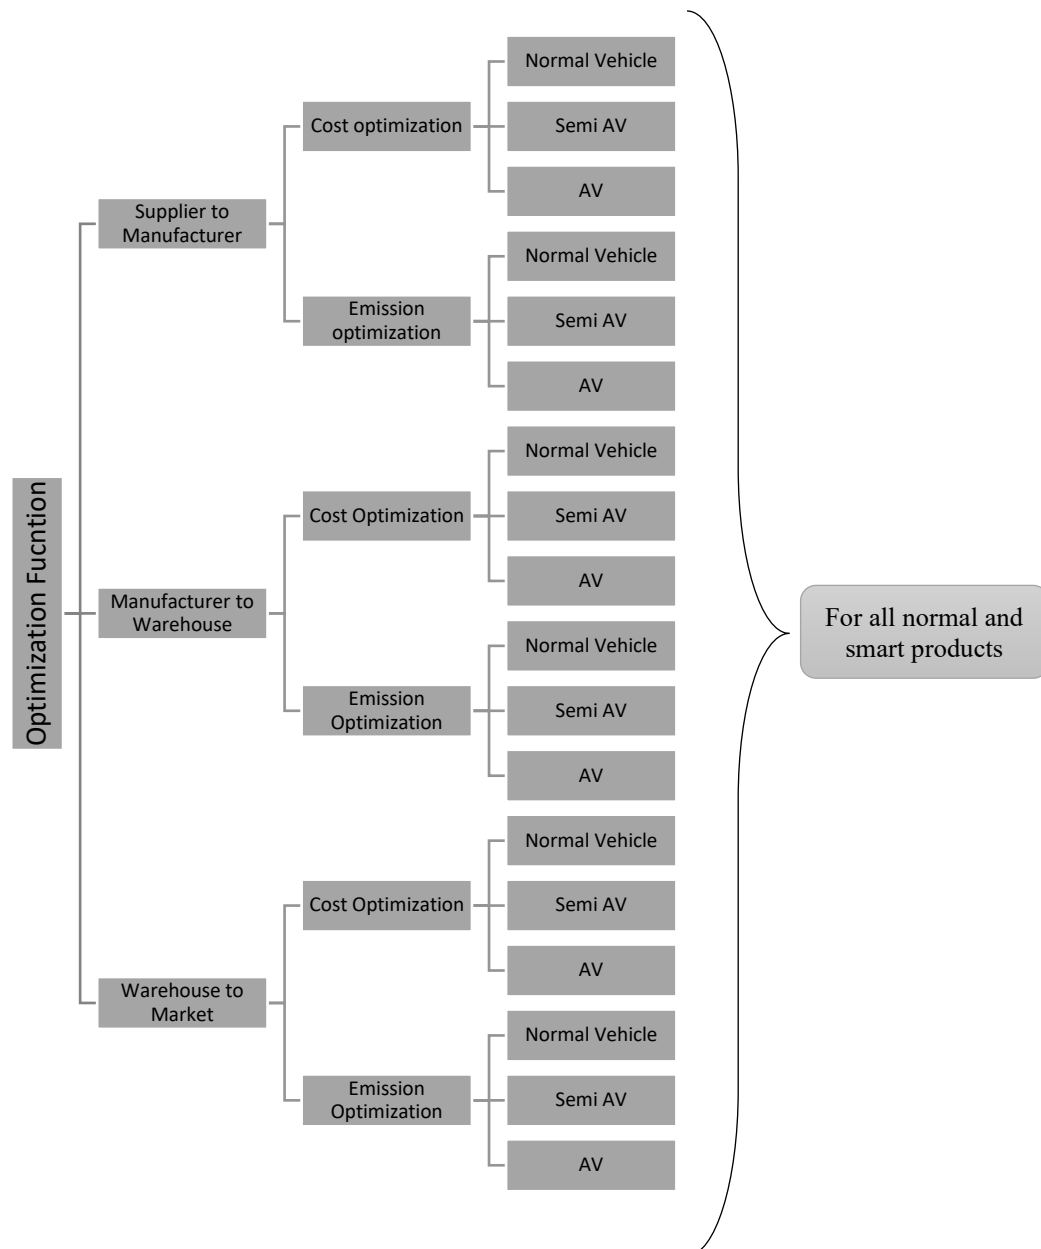 Optimization Fucntion
Supplier to
Manufacturer
Cost optimization
Normal Vehicle
Semi AV
AV
Emission
optimization
Normal Vehicle
Semi AV
AV
Manufacturer to
Warehouse
Cost Optimization
Normal Vehicle
Semi AV
AV
Emission
Optimization
Normal Vehicle
Semi AV
AV
Warehouse to
Market
Cost Optimization
Normal Vehicle
Semi AV
AV
Emission
Optimization
Normal Vehicle
Semi AV
AV
For all normal and
smart products